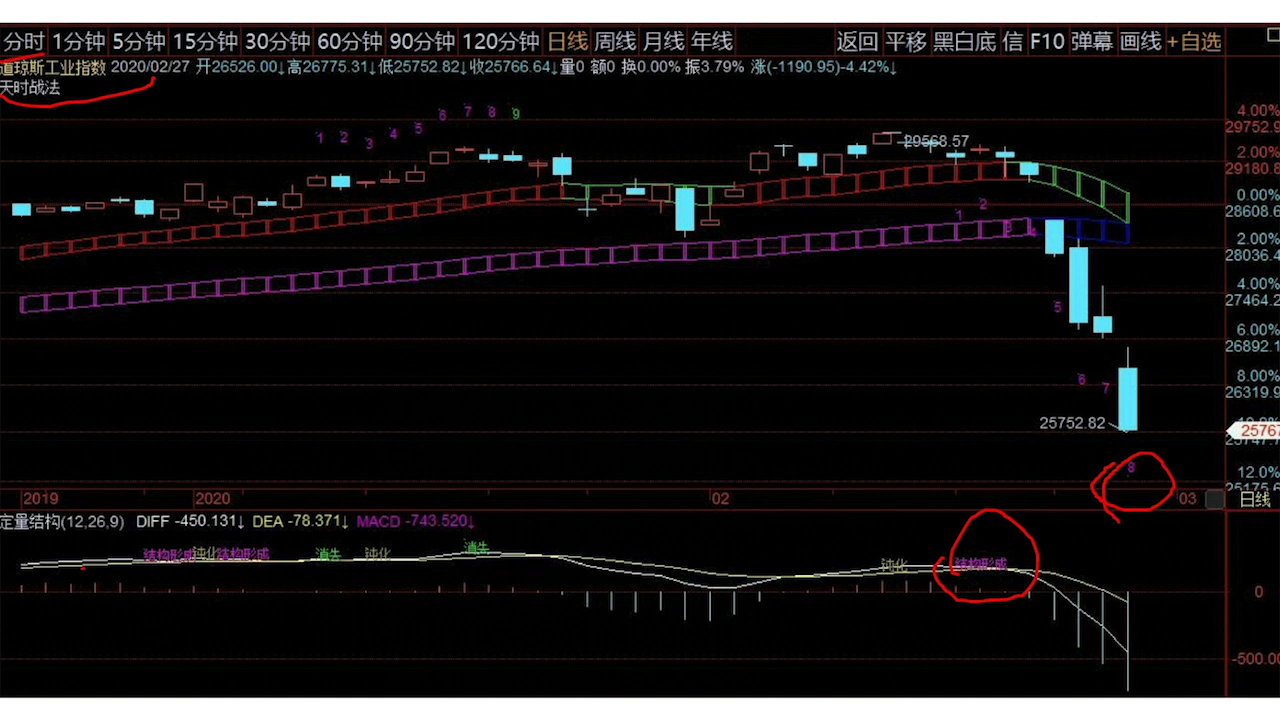 分时 1分钟 5分钟 15分钟 30分钟 60分钟 90分钟 120分钟 日线 周线 月线 年线 返回 平移 黑白底 信 F10 弹幕 画线 +自选
道琼斯工业指数 2020/02/27 开26526.00↓高26775.31↓低25752.82↓收25766.64↓量0 额0 换0.00% 振3.79% 涨(-1190.95)-4.42%↓
天时战法
4.00%
29752.9
2.00%
29180.8
0.00%
28608.6
2.00%
28036.4
4.00%
27464.2
6.00%
26892.1
8.00%
26319.9
25767
12.0%
25175.6
1 2 3 4 5 6 7 8 9
29568.57
1 2 3 4 5 6 7 8
25752.82
2019 2020 02 03 日线
定量结构(12,26,9) DIFF -450.131↓ DEA -78.371↓ MACD -743.520↓
结构形成 钝化 结构形成 消失 钝化 消失 钝化 结构形成
0
-500.00